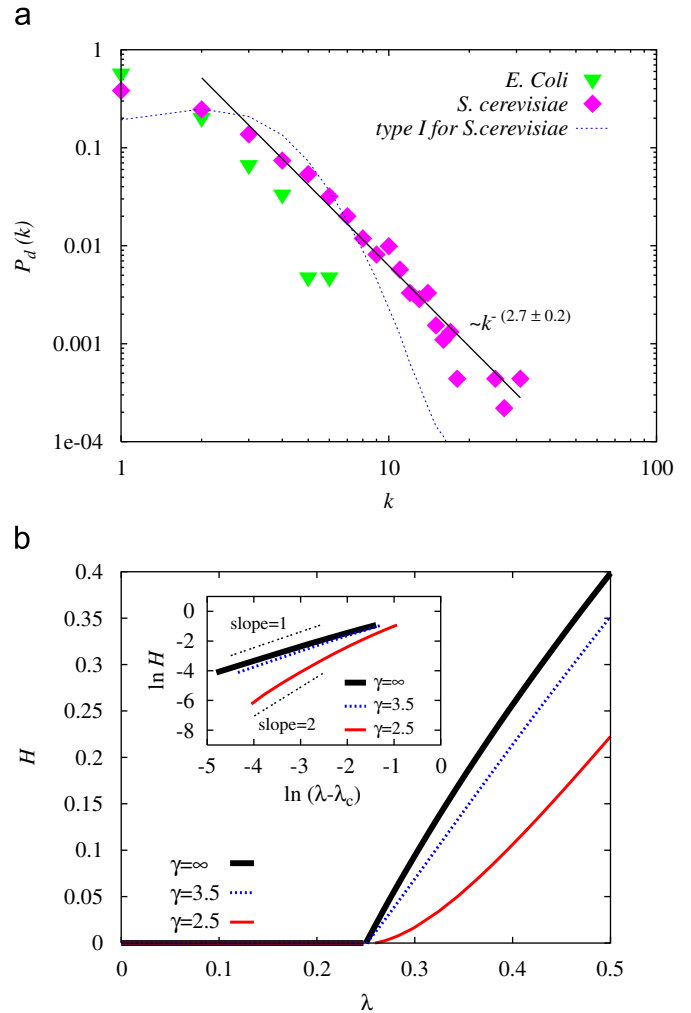 a
1
0.1
0.01
0.001
1e-04
P_d(k)
E. Coli
S. cerevisiae
type I for S.cerevisiae
~k^-(2.7 ± 0.2)
1 10 100
k
b
0.4
0.35
0.3
0.25
0.2
0.15
0.1
0.05
0
H
0
-2
-4
-6
-8
ln H
slope=1
slope=2
γ=∞
γ=3.5
γ=2.5
-5 -4 -3 -2 -1 0
ln (λ-λ_c)
γ=∞
γ=3.5
γ=2.5
0 0.1 0.2 0.3 0.4 0.5
λ